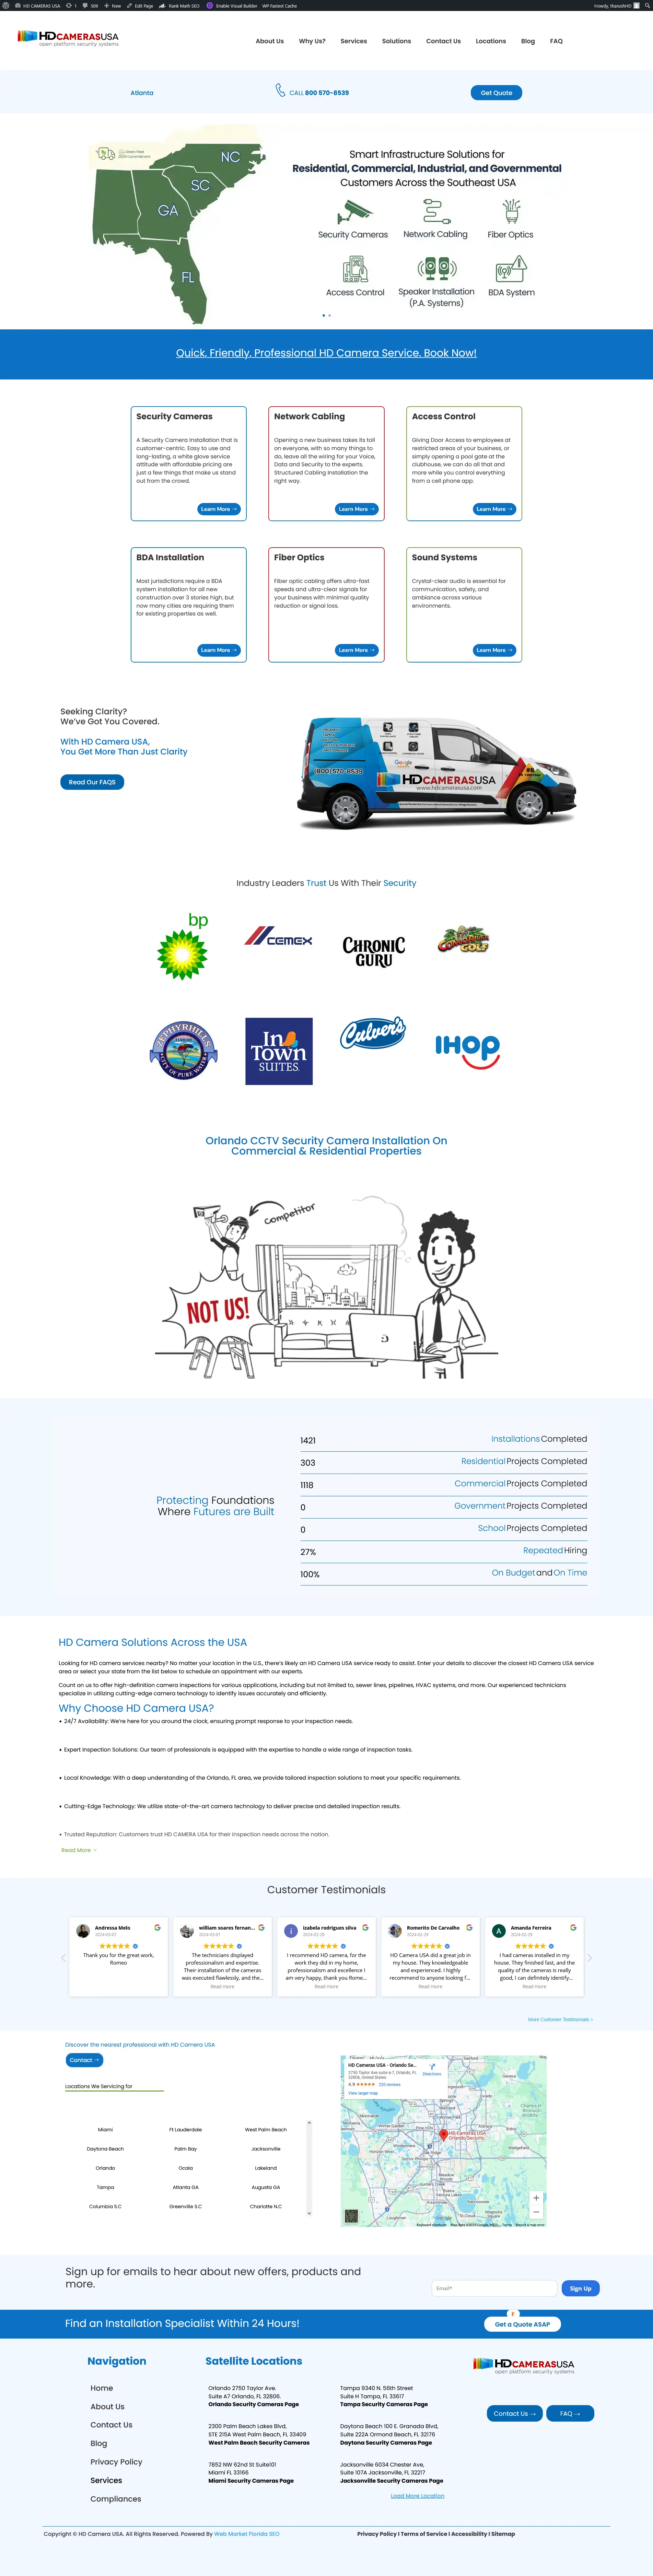 HD CAMERAS USA 1 509 New Edit Page Rank Math SEO Enable Visual Builder WP Fastest Cache Howdy, thanosHD
HDCAMERASUSA
open platform security systems
About Us Why Us? Services Solutions Contact Us Locations Blog FAQ
Atlanta
CALL 800 570-8539
Get Quote
NC
SC
GA
FL
Smart Infrastructure Solutions for
Residential, Commercial, Industrial, and Governmental
Customers Across the Southeast USA
Security Cameras Network Cabling Fiber Optics
Access Control Speaker Installation BDA System
(P.A. Systems)
Quick. Friendly. Professional HD Camera Service. Book Now!
Security Cameras
A Security Camera Installation that is
customer-centric. Easy to use and
long-lasting, a white glove service
attitude with affordable pricing are
just a few things that make us stand
out from the crowd.
Learn More →
Network Cabling
Opening a new business takes its toll
on everyone, with so many things to
do, leave all the wiring for your Voice,
Data and Security to the experts.
Structured Cabling Installation the
right way.
Learn More →
Access Control
Giving Door Access to employees at
restricted areas of your business, or
simply opening a pool gate at the
clubhouse, we can do all that and
more while you control everything
from a cell phone app.
Learn More →
BDA Installation
Most jurisdictions require a BDA
system installation for all new
construction over 3 stories high, but
now many cities are requiring them
for existing properties as well.
Learn More →
Fiber Optics
Fiber optic cabling offers ultra-fast
speeds and ultra-clear signals for
your business with minimal quality
reduction or signal loss.
Learn More →
Sound Systems
Crystal-clear audio is essential for
communication, safety, and
ambiance across various
environments.
Learn More →
Seeking Clarity?
We've Got You Covered.
With HD Camera USA,
You Get More Than Just Clarity
Read Our FAQS
(800)570-8539
Google
HDCAMERASUSA
www.hdcamerasusa.com
Industry Leaders Trust Us With Their Security
bp
CEMEX
CHRONIC
GURU
GOLF
ZEPHYRHILLS
CITY OF PURE WATER
In
Town
SUITES
Culver's
IHOP
Orlando CCTV Security Camera Installation On
Commercial & Residential Properties
Competitor
NOT US!
Protecting Foundations
Where Futures are Built
1421 Installations Completed
303 Residential Projects Completed
1118 Commercial Projects Completed
0 Government Projects Completed
0 School Projects Completed
27% Repeated Hiring
100% On Budget and On Time
HD Camera Solutions Across the USA
Looking for HD camera services nearby? No matter your location in the U.S., there's likely an HD Camera USA service ready to assist. Enter your details to discover the closest HD Camera USA service
area or select your state from the list below to schedule an appointment with our experts.
Count on us to offer high-definition camera inspections for various applications, including but not limited to, sewer lines, pipelines, HVAC systems, and more. Our experienced technicians
specialize in utilizing cutting-edge camera technology to identify issues accurately and efficiently.
Why Choose HD Camera USA?
• 24/7 Availability: We're here for you around the clock, ensuring prompt response to your inspection needs.
• Expert Inspection Solutions: Our team of professionals is equipped with the expertise to handle a wide range of inspection tasks.
• Local Knowledge: With a deep understanding of the Orlando, FL area, we provide tailored inspection solutions to meet your specific requirements.
• Cutting-Edge Technology: We utilize state-of-the-art camera technology to deliver precise and detailed inspection results.
• Trusted Reputation: Customers trust HD CAMERA USA for their inspection needs across the nation.
Read More
Customer Testimonials
Andressa Melo
2024-03-07
Thank you for the great work,
Romeo
william soares fernan...
2024-03-01
The technicians displayed
professionalism and expertise.
Their installation of the cameras
was executed flawlessly, and the...
Read more
izabela rodrigues silva
2024-02-29
I recommend HD camera, for the
work they did in my home,
professionalism and excellence I
am very happy, thank you Rome...
Read more
Romerito De Carvalho
2024-02-29
HD Camera USA did a great job in
my house. They knowledgeable
and experienced. I highly
recommend to anyone looking f...
Read more
Amanda Ferreira
2024-02-29
I had cameras installed in my
house. They finished fast, and the
quality of the cameras is really
good, I can definitely identify...
Read more
More Customer Testimonials >
Discover the nearest professional with HD Camera USA
Contact →
Locations We Servicing for
Miami Ft Lauderdale West Palm Beach
Daytona Beach Palm Bay Jacksonville
Orlando Ocala Lakeland
Tampa Atlanta GA Augusta GA
Columbia S.C Greenville S.C Charlotte N.C
HD Cameras USA - Orlando Se...
2750 Taylor Ave suite a-7, Orlando, FL
32806, United States
Directions
View larger map
HD Cameras USA
Orlando Security
Sign up for emails to hear about new offers, products and
more.
Email*
Sign Up
Find an Installation Specialist Within 24 Hours!
Get a Quote ASAP
Navigation
Home
About Us
Contact Us
Blog
Privacy Policy
Services
Compliances
Satellite Locations
Orlando 2750 Taylor Ave.
Suite A7 Orlando, FL 32806.
Orlando Security Cameras Page
2300 Palm Beach Lakes Blvd,
STE 215A West Palm Beach, FL 33409
West Palm Beach Security Cameras
7852 NW 62nd St Suite101
Miami FL 33166
Miami Security Cameras Page
Tampa 9340 N. 56th Street
Suite H Tampa, FL 33617
Tampa Security Cameras Page
Daytona Beach 100 E. Granada Blvd,
Suite 222A Ormond Beach, FL 32176
Daytona Security Cameras Page
Jacksonville 6034 Chester Ave,
Suite 107A Jacksonville, FL 32217
Jacksonville Security Cameras Page
Load More Location
HDCAMERASUSA
open platform security systems
Contact Us →
FAQ →
Copyright © HD Camera USA. All Rights Reserved. Powered By Web Market Florida SEO
Privacy Policy I Terms of Service I Accessibility I Sitemap